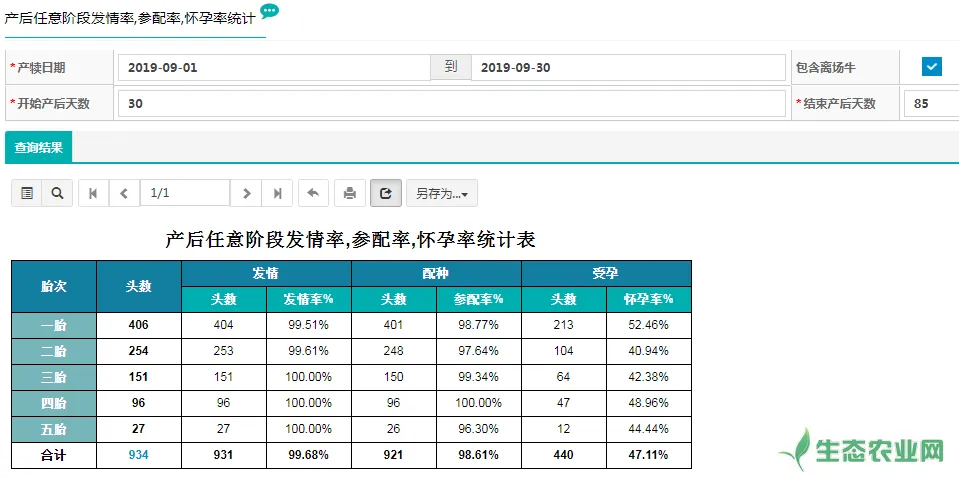 产后任意阶段发情率,参配率,怀孕率统计
*产犊日期 2019-09-01 到 2019-09-30 包含离场牛
*开始产后天数 30 *结束产后天数 85
查询结果
1/1 另存为...
产后任意阶段发情率,参配率,怀孕率统计表
胎次 头数 发情 配种 受孕
头数 发情率% 头数 参配率% 头数 怀孕率%
一胎 406 404 99.51% 401 98.77% 213 52.46%
二胎 254 253 99.61% 248 97.64% 104 40.94%
三胎 151 151 100.00% 150 99.34% 64 42.38%
四胎 96 96 100.00% 96 100.00% 47 48.96%
五胎 27 27 100.00% 26 96.30% 12 44.44%
合计 934 931 99.68% 921 98.61% 440 47.11%
生态农业网